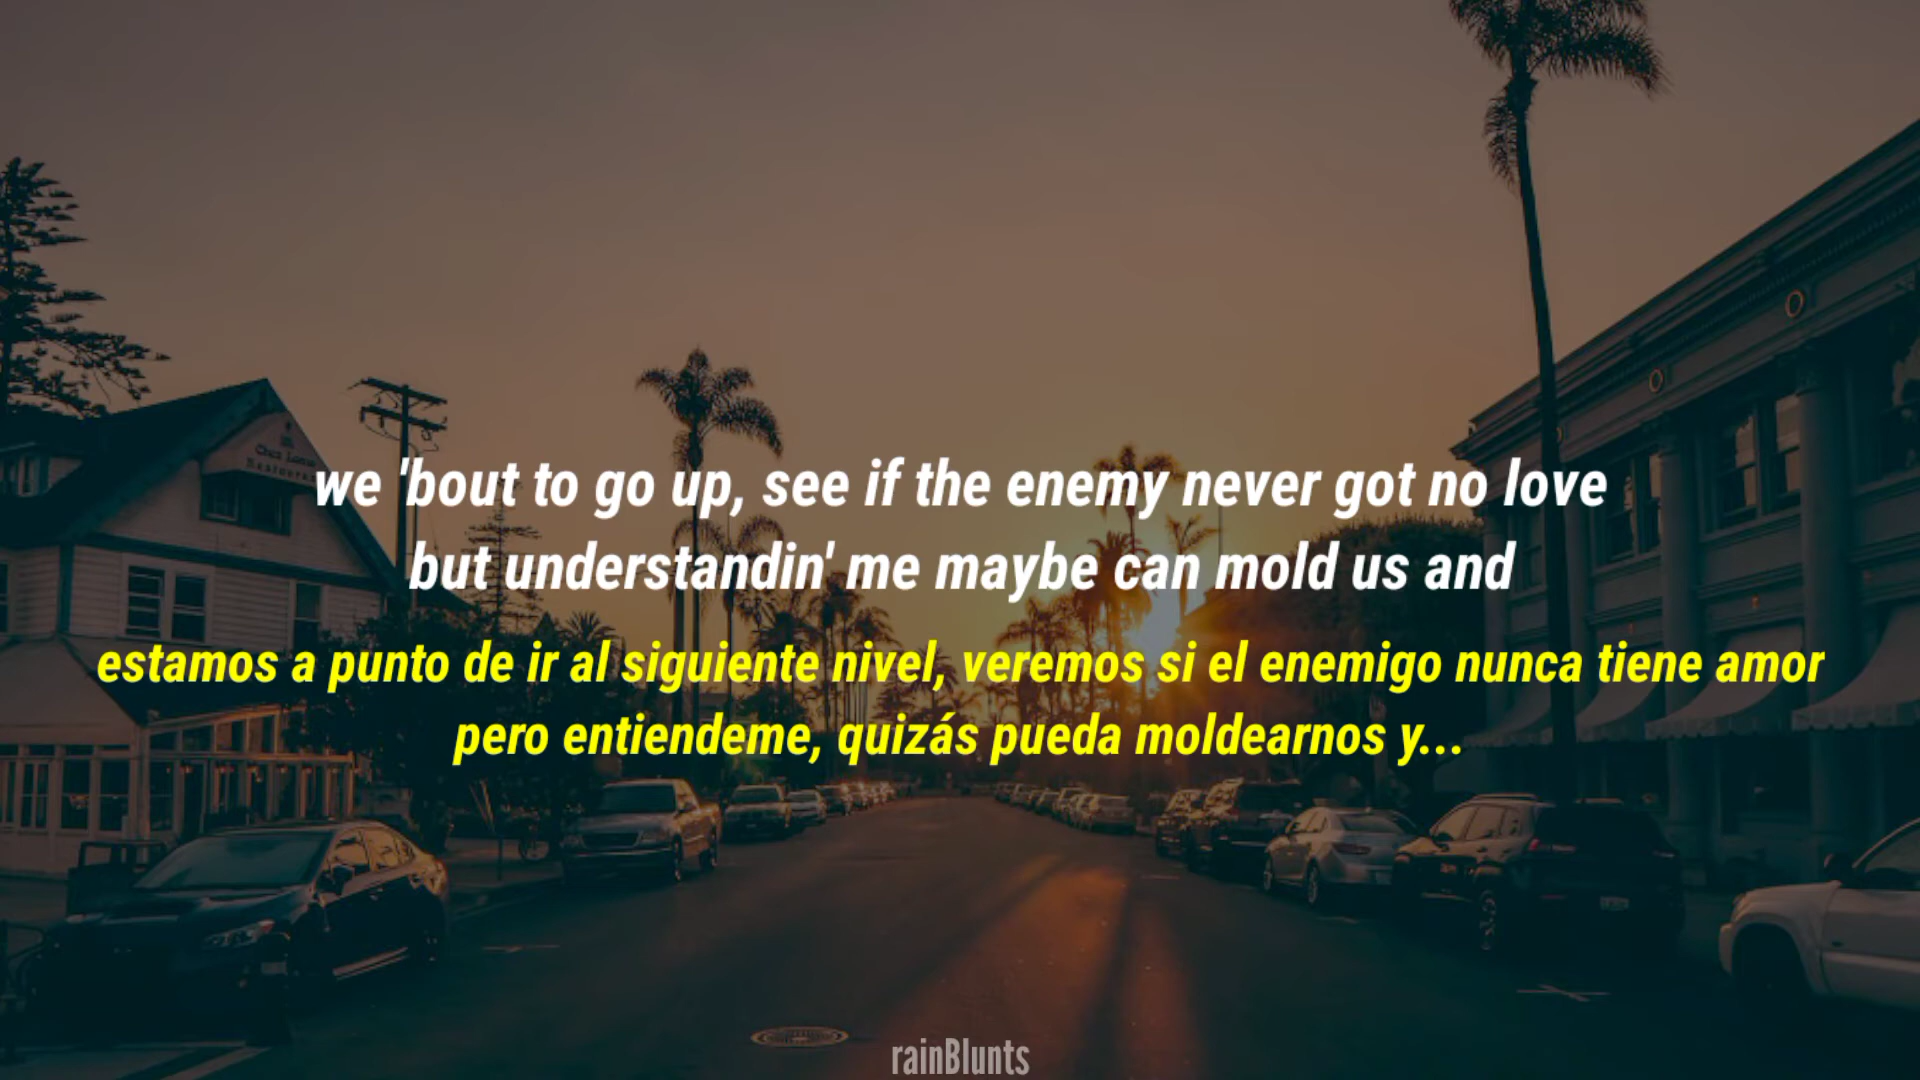 Chez Loma
we 'bout to go up, see if the enemy never got no love
but understandin' me maybe can mold us and
estamos a punto de ir al siguiente nivel, veremos si el enemigo nunca tiene amor
pero entiendeme, quizás pueda moldearnos y...
rainBlunts